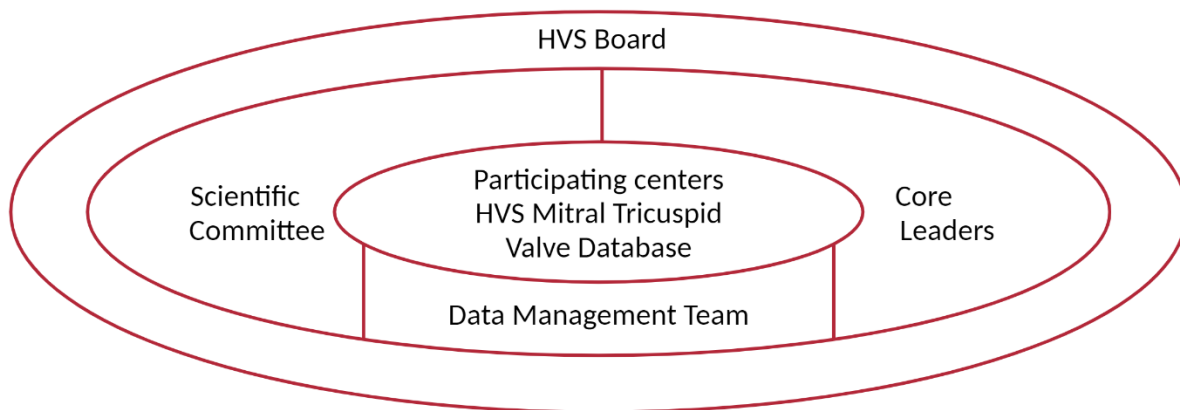 HVS Board
Scientific
Committee
Participating centers
HVS Mitral Tricuspid
Valve Database
Core
Leaders
Data Management Team